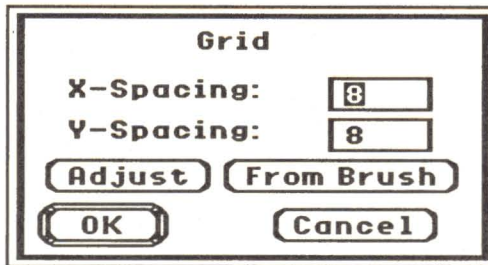 Grid
X-Spacing: 8
Y-Spacing: 8
Adjust From Brush
OK Cancel